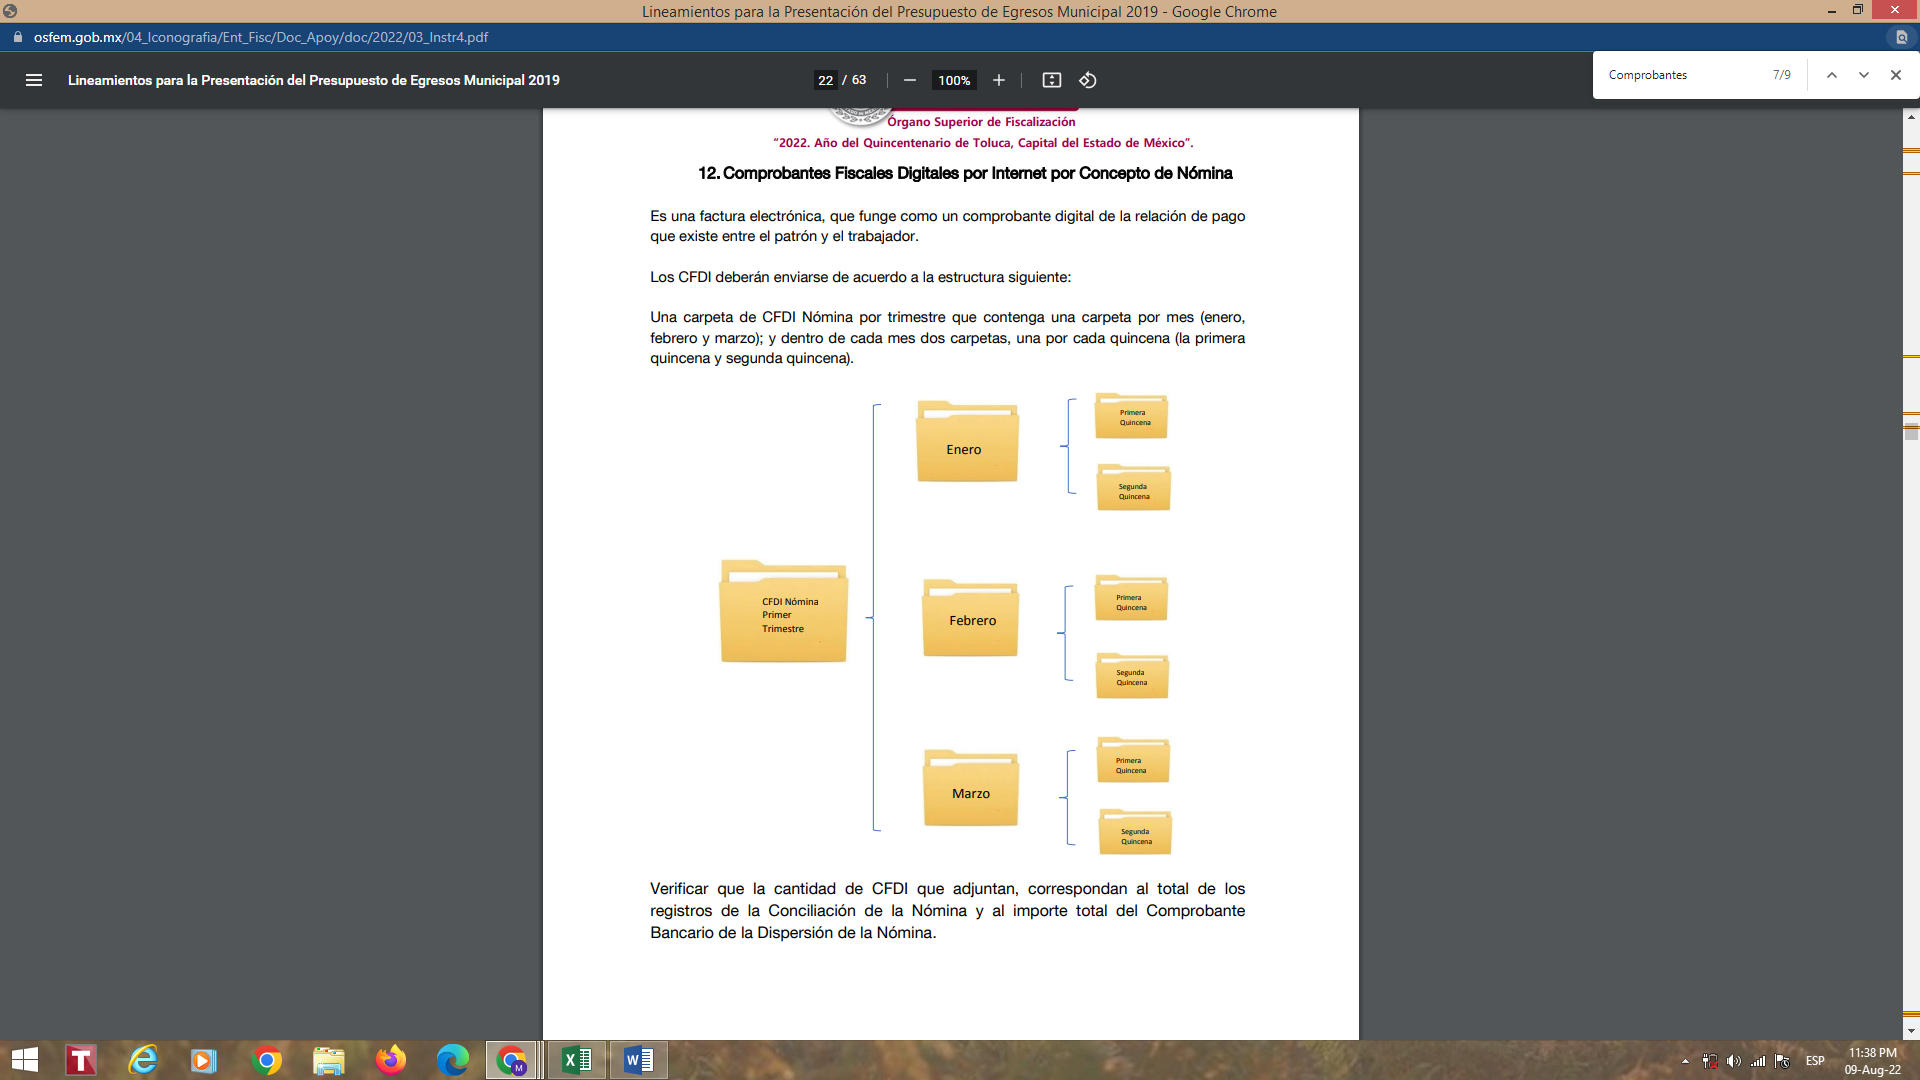 Lineamientos para la Presentación del Presupuesto de Egresos Municipal 2019 - Google Chrome
osfem.gob.mx/04_Iconografia/Ent_Fisc/Doc_Apoy/doc/2022/03_Instr4.pdf
Lineamientos para la Presentación del Presupuesto de Egresos Municipal 2019
22 / 63
100%
Comprobantes
7/9
Órgano Superior de Fiscalización
“2022. Año del Quincentenario de Toluca, Capital del Estado de México”.
12. Comprobantes Fiscales Digitales por Internet por Concepto de Nómina
Es una factura electrónica, que funge como un comprobante digital de la relación de pago
que existe entre el patrón y el trabajador.
Los CFDI deberán enviarse de acuerdo a la estructura siguiente:
Una carpeta de CFDI Nómina por trimestre que contenga una carpeta por mes (enero,
febrero y marzo); y dentro de cada mes dos carpetas, una por cada quincena (la primera
quincena y segunda quincena).
CFDI Nómina
Primer
Trimestre
Enero
Primera
Quincena
Segunda
Quincena
Febrero
Primera
Quincena
Segunda
Quincena
Marzo
Primera
Quincena
Segunda
Quincena
Verificar que la cantidad de CFDI que adjuntan, correspondan al total de los
registros de la Conciliación de la Nómina y al importe total del Comprobante
Bancario de la Dispersión de la Nómina.
ESP
11:38 PM
09-Aug-22